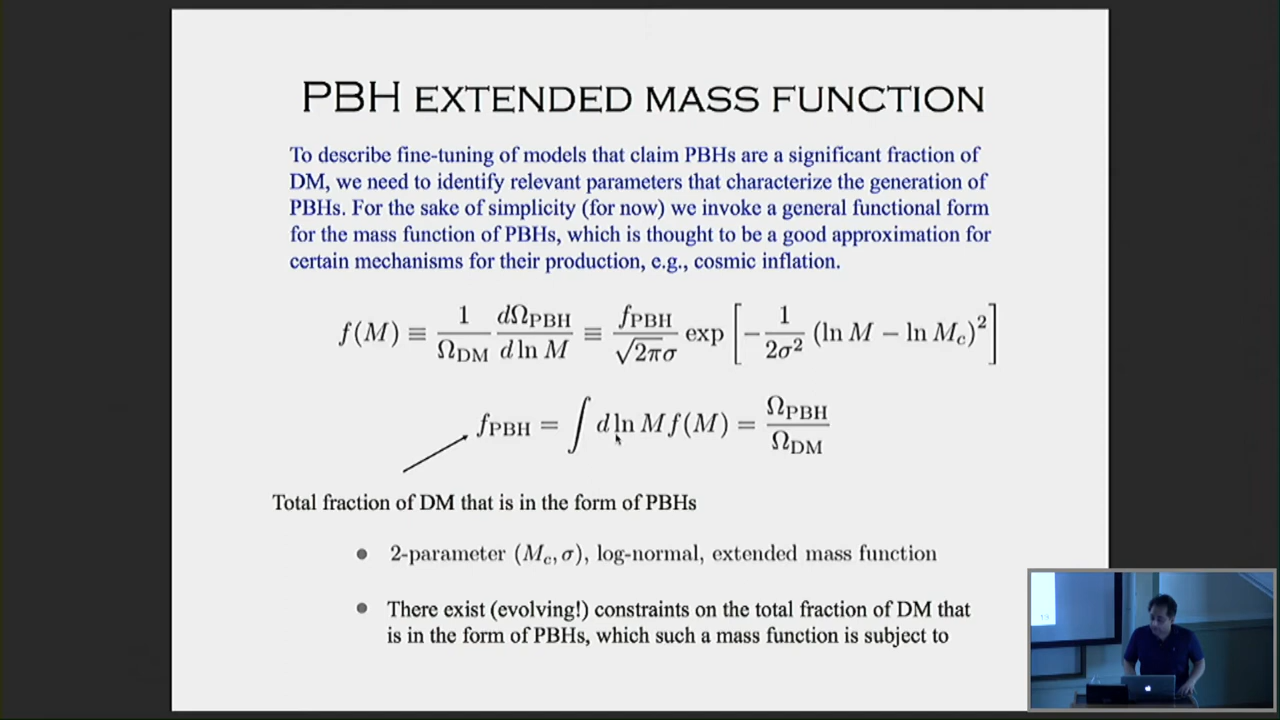 PBH EXTENDED MASS FUNCTION
To describe fine-tuning of models that claim PBHs are a significant fraction of
DM, we need to identify relevant parameters that characterize the generation of
PBHs. For the sake of simplicity (for now) we invoke a general functional form
for the mass function of PBHs, which is thought to be a good approximation for
certain mechanisms for their production, e.g., cosmic inflation.
f(M) ≡ 1/Ω_DM dΩ_PBH/d ln M ≡ f_PBH/√2πσ exp[−1/2σ² (ln M − ln M_c)²]
f_PBH = ∫ d ln M f(M) = Ω_PBH/Ω_DM
Total fraction of DM that is in the form of PBHs
• 2-parameter (M_c, σ), log-normal, extended mass function
• There exist (evolving!) constraints on the total fraction of DM that
is in the form of PBHs, which such a mass function is subject to